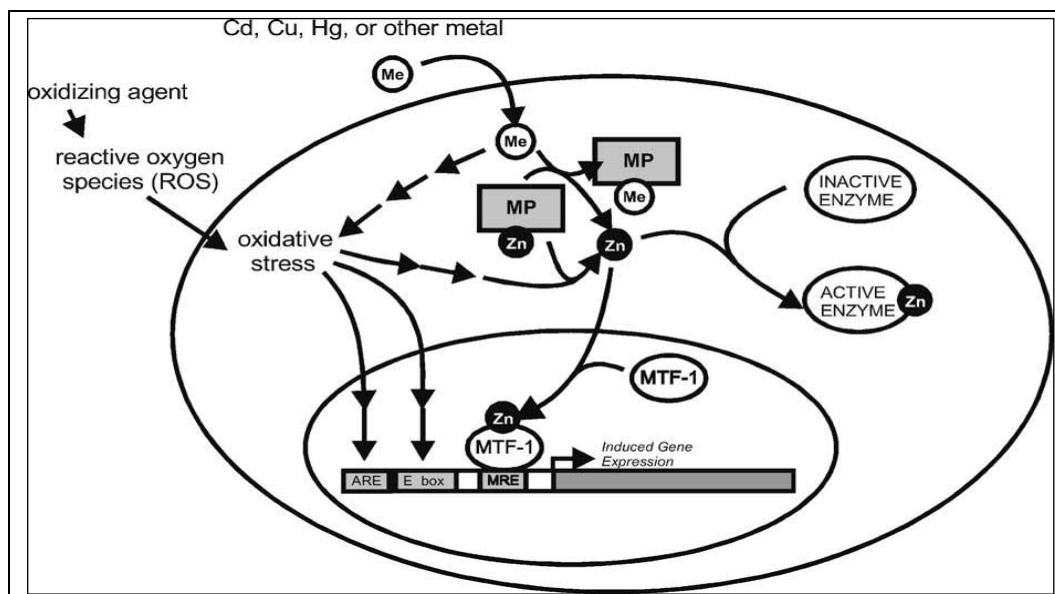 Cd, Cu, Hg, or other metal
Me
oxidizing agent
Me
MP
reactive oxygen
species (ROS)
Me
INACTIVE
ENZYME
MP
Zn
Zn
oxidative
stress
ACTIVE
ENZYME
Zn
MTF-1
Zn
MTF-1
Induced Gene
Expression
ARE
E box
MRE